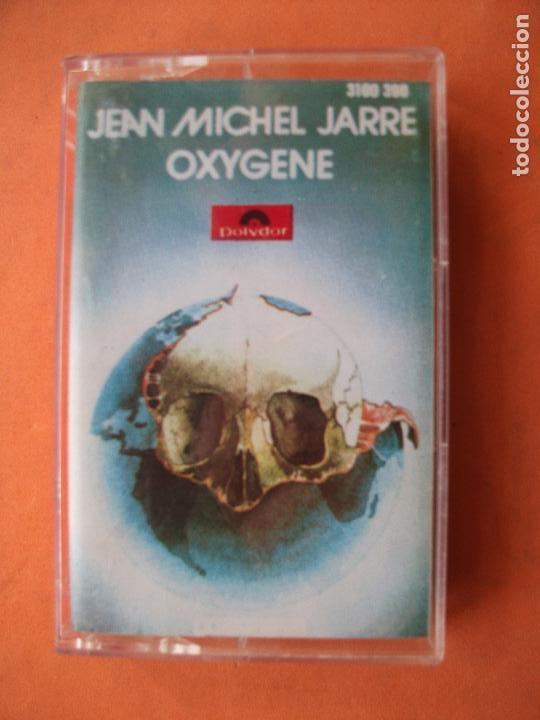 3100 398
JEAN MICHEL JARRE
OXYGENE
Polydor
todocoleccion